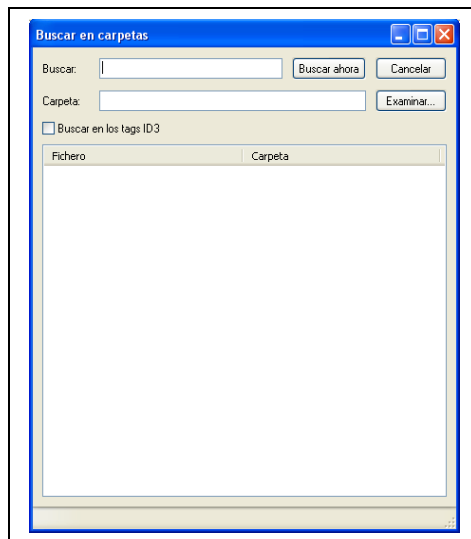 Buscar en carpetas
Buscar: Buscar ahora Cancelar
Carpeta: Examinar...
Buscar en los tags ID3
Fichero Carpeta